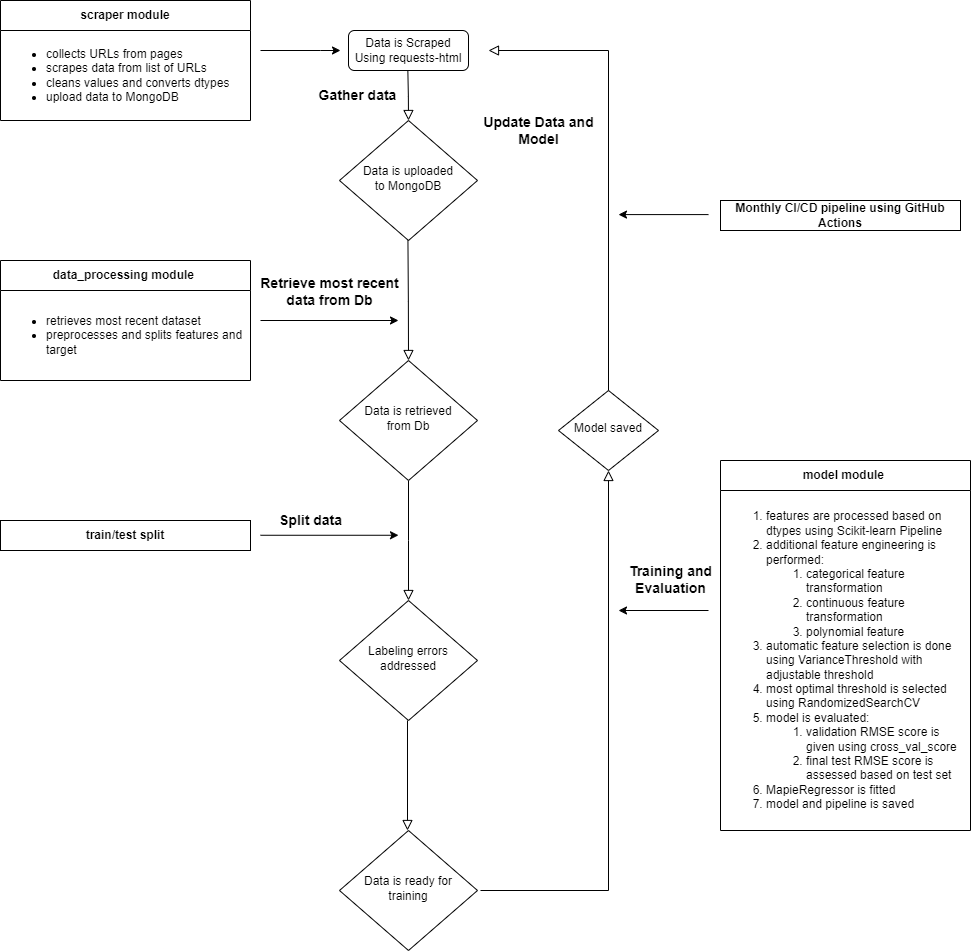 scraper module
• collects URLs from pages
• scrapes data from list of URLs
• cleans values and converts dtypes
• upload data to MongoDB
Data is Scraped
Using requests-html
Gather data
Update Data and
Model
Data is uploaded
to MongoDB
Monthly CI/CD pipeline using GitHub
Actions
data_processing module
• retrieves most recent dataset
• preprocesses and splits features and
target
Retrieve most recent
data from Db
Data is retrieved
from Db
Model saved
train/test split
Split data
model module
1. features are processed based on
dtypes using Scikit-learn Pipeline
2. additional feature engineering is
performed:
1. categorical feature
transformation
2. continuous feature
transformation
3. polynomial feature
3. automatic feature selection is done
using VarianceThreshold with
adjustable threshold
4. most optimal threshold is selected
using RandomizedSearchCV
5. model is evaluated:
1. validation RMSE score is
given using cross_val_score
2. final test RMSE score is
assessed based on test set
6. MapieRegressor is fitted
7. model and pipeline is saved
Training and
Evaluation
Labeling errors
addressed
Data is ready for
training